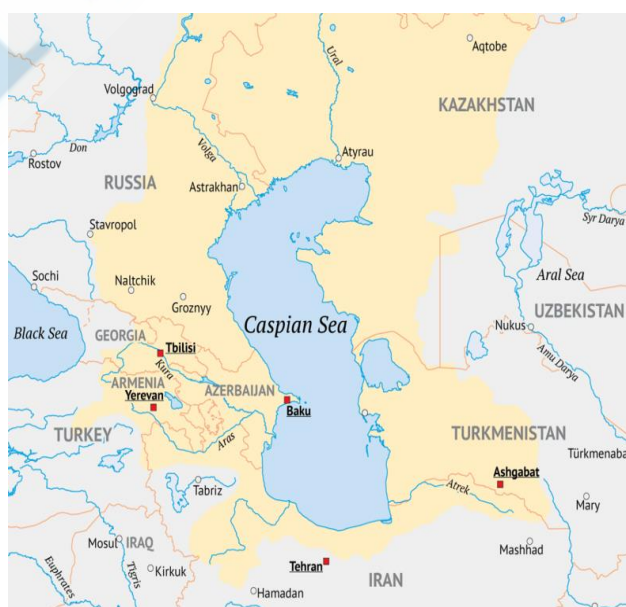 Aqtobe
Ural
Volgograd
KAZAKHSTAN
Don
Volga
Atyrau
Rostov
Astrakhan
RUSSIA
Syr Darya
Stavropol
Aral Sea
Sochi
Naltchik
Groznyy
UZBEKISTAN
Black Sea
Caspian Sea
Nukus
GEORGIA
Tbilisi
Amu Darya
Kura
ARMENIA
AZERBAIJAN
Yerevan
Baku
TURKEY
Aras
TURKMENISTAN
Türkmenaba
Ashgabat
Tabriz
Atrek
Mary
Mosul
IRAQ
Mashhad
Kirkuk
Tehran
Euphrates
Tigris
IRAN
Hamadan